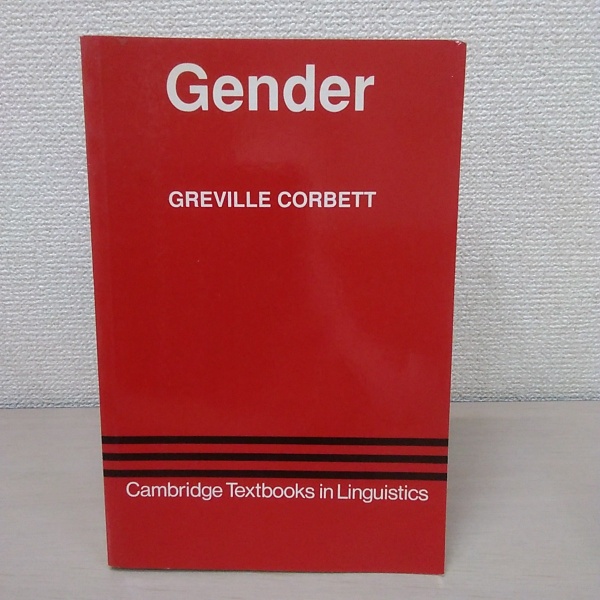 Gender
GREVILLE CORBETT
Cambridge Textbooks in Linguistics